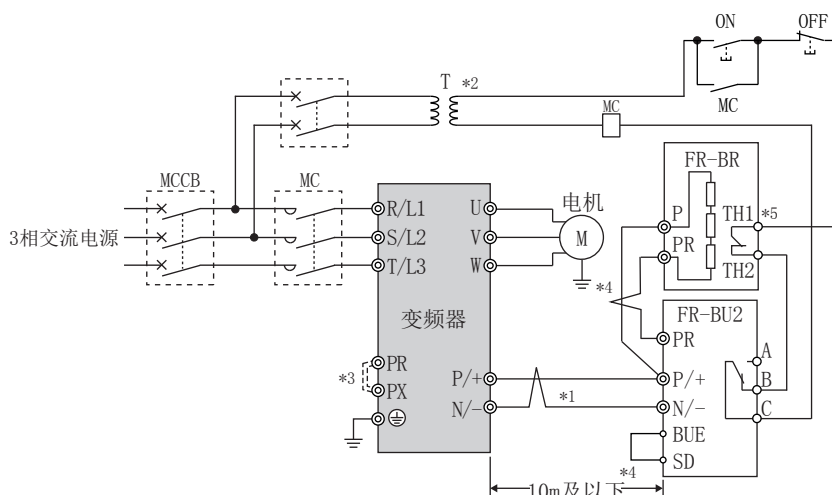 ON OFF
T *2
MC
MC
FR-BR
MCCB MC
电机
R/L1 U
P TH1 *5
3相交流电源 S/L2 V M
PR
T/L3 W TH2
*4
变频器 FR-BU2
PR
PR A
*3 P/+ P/+
PX B
N/- *1 N/- C
BUE
SD
*4
10m及以下